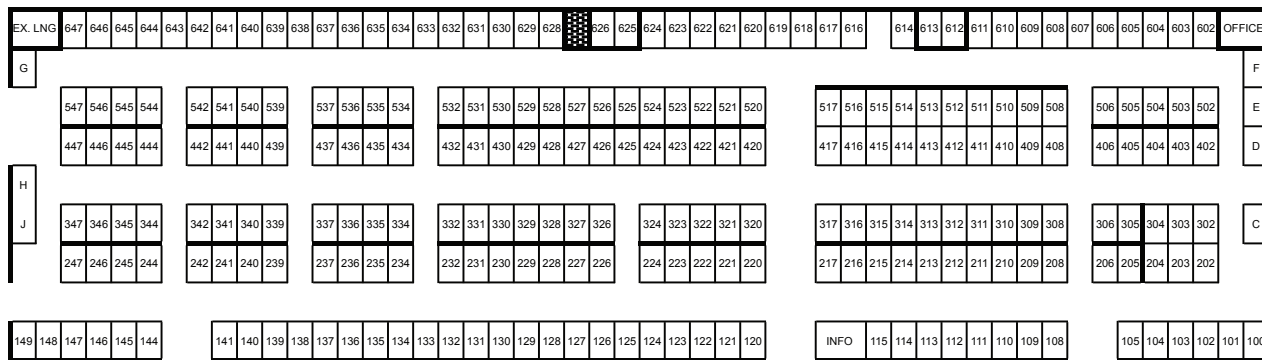 EX. LNG 647 646 645 644 643 642 641 640 639 638 637 636 635 634 633 632 631 630 629 628 626 625 624 623 622 621 620 619 618 617 616 614 613 612 611 610 609 608 607 606 605 604 603 602 OFFICE
G F
547 546 545 544 542 541 540 539 537 536 535 534 532 531 530 529 528 527 526 525 524 523 522 521 520 517 516 515 514 513 512 511 510 509 508 506 505 504 503 502 E
447 446 445 444 442 441 440 439 437 436 435 434 432 431 430 429 428 427 426 425 424 423 422 421 420 417 416 415 414 413 412 411 410 409 408 406 405 404 403 402 D
H
J 347 346 345 344 342 341 340 339 337 336 335 334 332 331 330 329 328 327 326 324 323 322 321 320 317 316 315 314 313 312 311 310 309 308 306 305 304 303 302 C
247 246 245 244 242 241 240 239 237 236 235 234 232 231 230 229 228 227 226 224 223 222 221 220 217 216 215 214 213 212 211 210 209 208 206 205 204 203 202
149 148 147 146 145 144 141 140 139 138 137 136 135 134 133 132 131 130 129 128 127 126 125 124 123 122 121 120 INFO 115 114 113 112 111 110 109 108 105 104 103 102 101 100